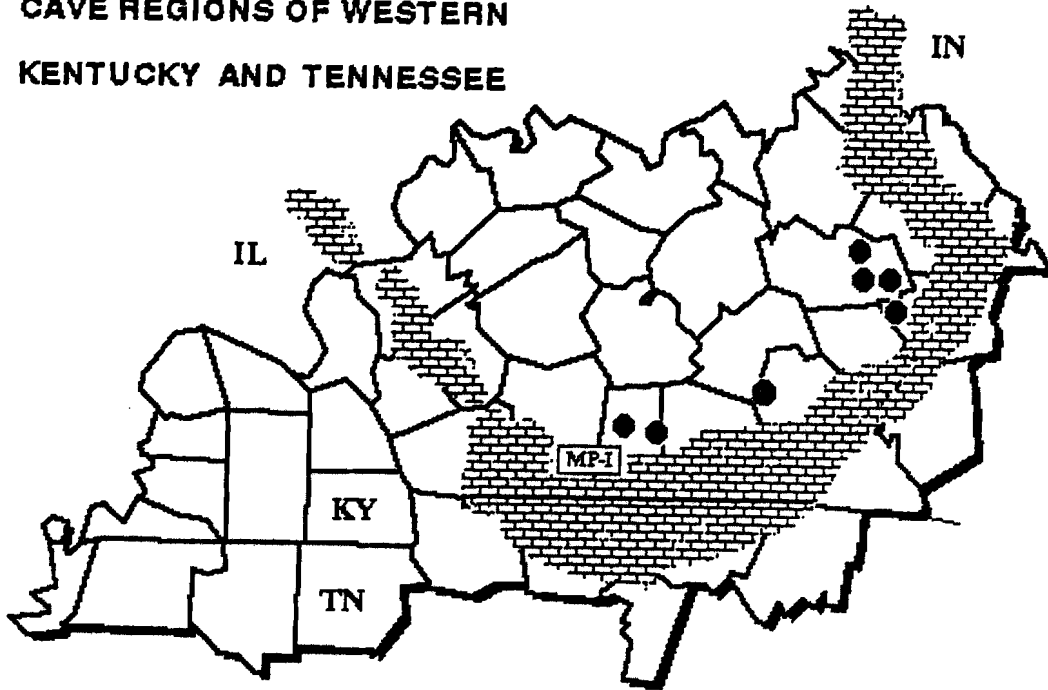 CAVE REGIONS OF WESTERN
KENTUCKY AND TENNESSEE
IN
IL
MP-I
KY
TN